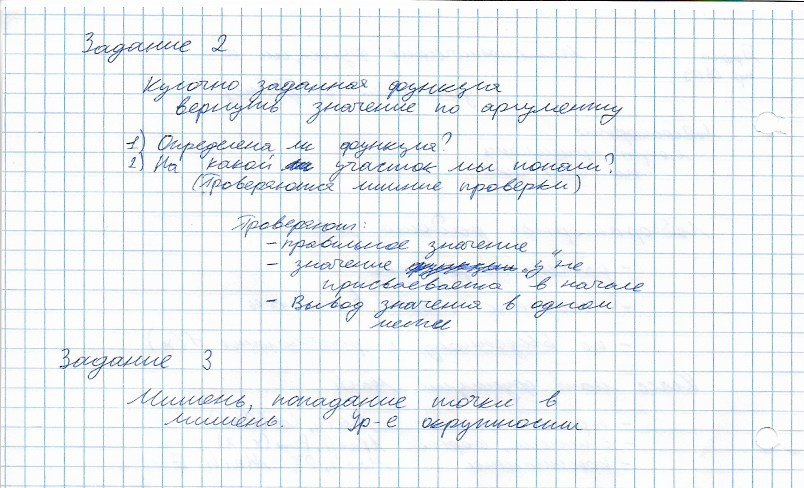 Задание 2
Кусочно заданная функция
вернуть значение по аргументу
1) Определена ли функция?
2) На какой участок мы попали?
(Проверяются лишние проверки)
Проверяют:
- правильное значение
- значение "y" не
присваевается в начале
- Вывод значения в одном
месте
Задание 3
Мишень, попадание точки в
мишень. Ур-е окружности